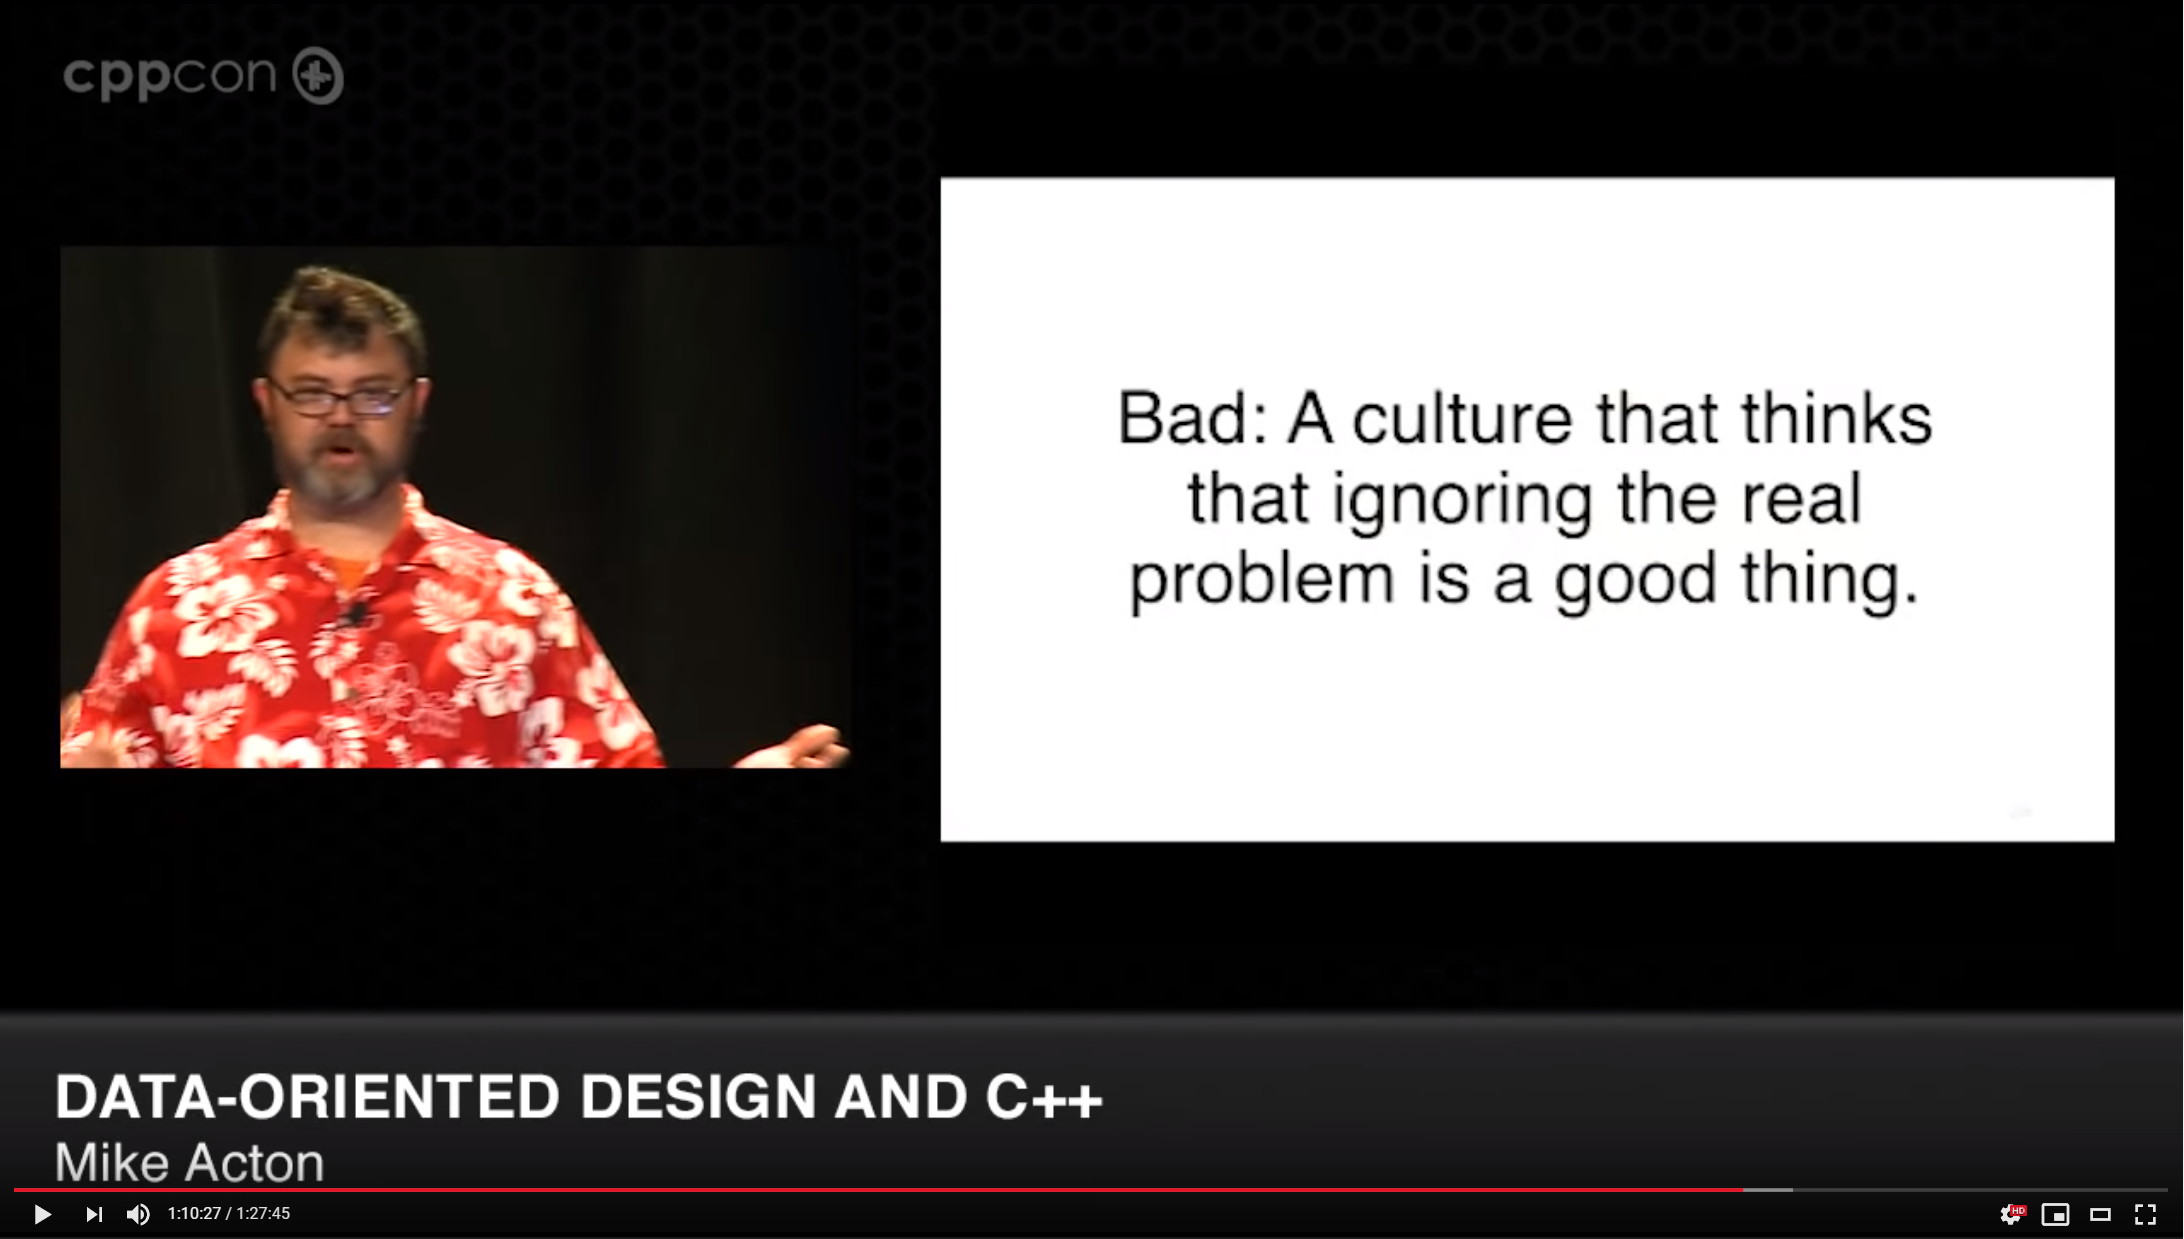 cppcon
Bad: A culture that thinks
that ignoring the real
problem is a good thing.
DATA-ORIENTED DESIGN AND C++
Mike Acton
1:10:27 / 1:27:45
HD